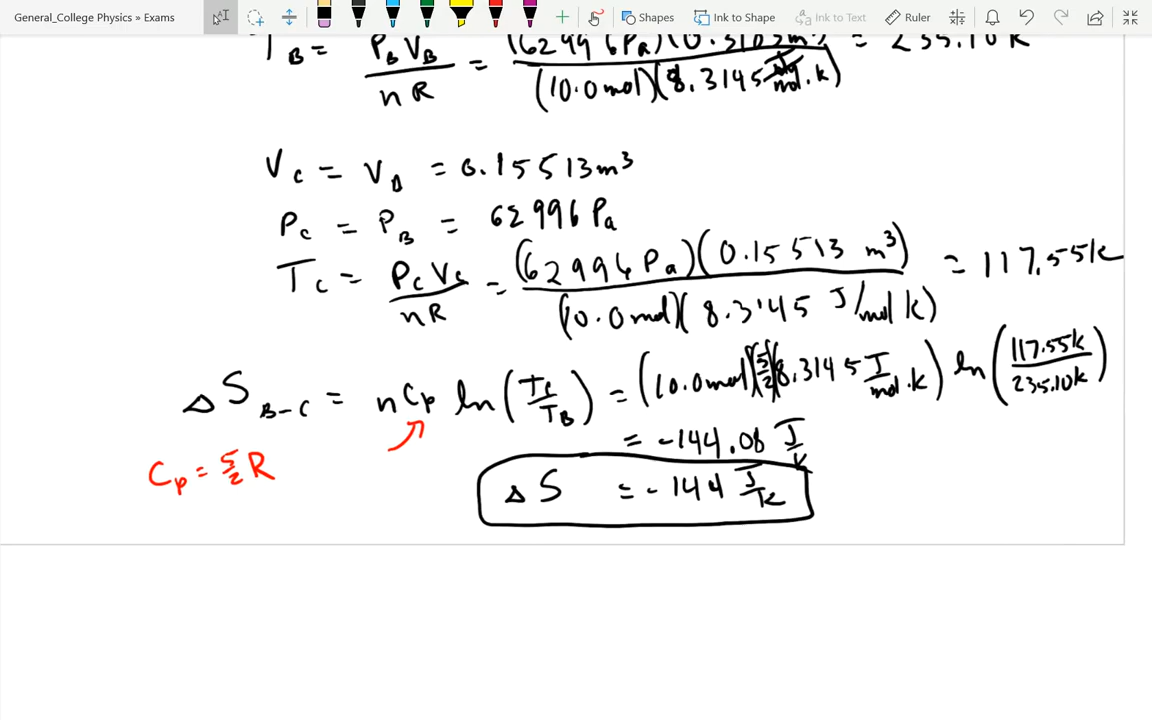 General_College Physics » Exams
Shapes Ink to Shape Ink to Text Ruler
T_B = P_B V_B / nR = (62996 Pa)(0.3103 m³) / (10.0 mol)(8.3145 J/mol·K) = 235.10 K
V_C = V_A = 0.15513 m³
P_C = P_B = 62996 Pa
T_C = P_C V_C / nR = (62996 Pa)(0.15513 m³) / (10.0 mol)(8.3145 J/mol K) = 117.55 K
ΔS_B-C = n C_P ln(T_C / T_B) = (10.0 mol)(5/2)(8.3145 J/mol·K) ln(117.55 K / 235.10 K)
= -144.08 J/K
C_P = 5/2 R
ΔS = -144 J/K